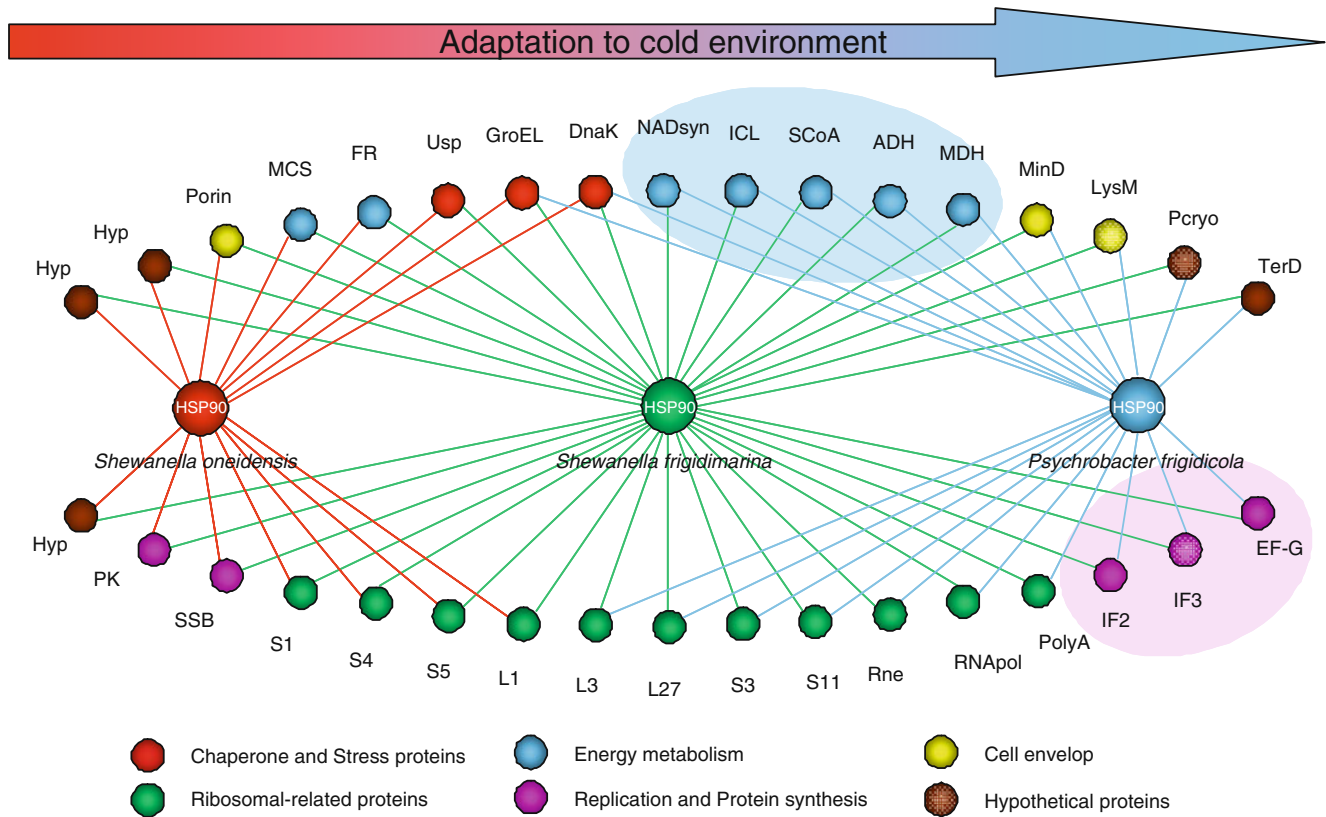 Adaptation to cold environment
Hyp
Hyp
Porin
MCS
FR
Usp
GroEL
DnaK
NADsyn
ICL
SCoA
ADH
MDH
MinD
LysM
Pcryo
TerD
HSP90
HSP90
HSP90
Shewanella oneidensis
Shewanella frigidimarina
Psychrobacter frigidicola
Hyp
PK
SSB
S1
S4
S5
L1
L3
L27
S3
S11
Rne
RNApol
PolyA
IF2
IF3
EF-G
Chaperone and Stress proteins
Energy metabolism
Cell envelop
Ribosomal-related proteins
Replication and Protein synthesis
Hypothetical proteins